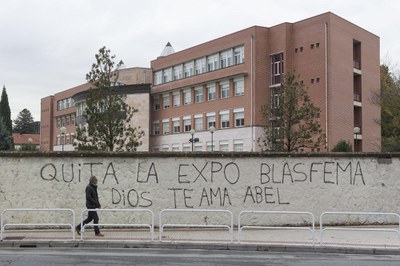 QUITA LA EXPO BLASFEMA
DIOS TE AMA ABEL